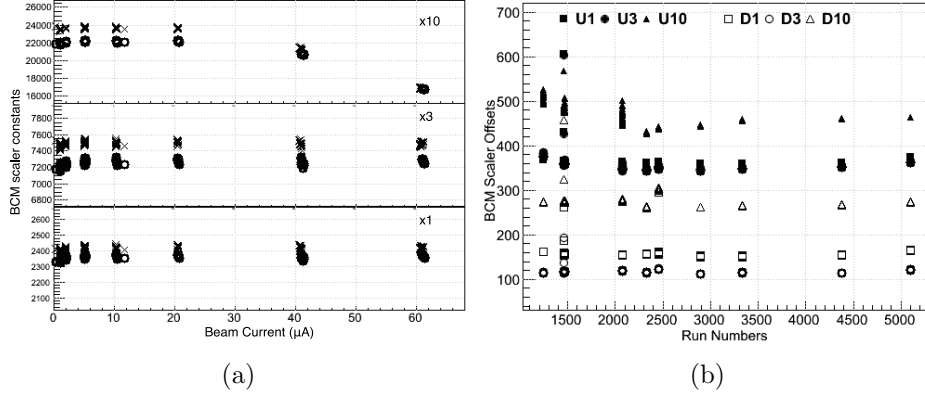 BCM scaler constants
26000
24000
22000
20000
18000
16000
x10
7800
7600
7400
7200
7000
6800
x3
2600
2500
2400
2300
2200
2100
x1
0 10 20 30 40 50 60
Beam Current (µA)
(a)
BCM Scaler Offsets
U1 U3 U10 D1 D3 D10
700
600
500
400
300
200
100
1500 2000 2500 3000 3500 4000 4500 5000
Run Numbers
(b)